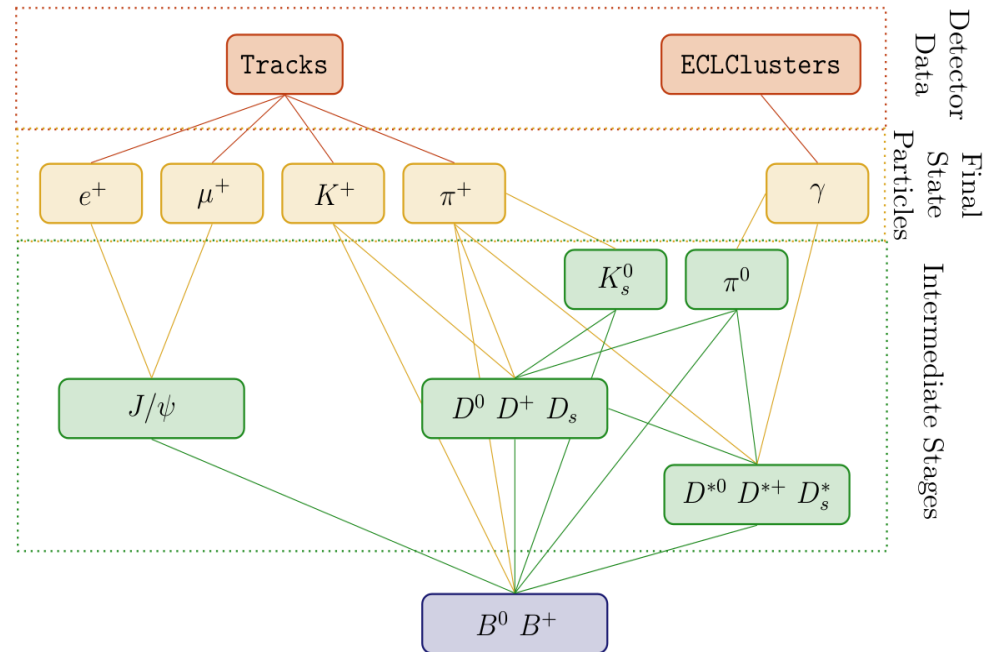 Tracks
ECLClusters
Detector
Data
e⁺
μ⁺
K⁺
π⁺
γ
Final
State
Particles
K⁰ₛ
π⁰
J/ψ
D⁰ D⁺ Dₛ
D*⁰ D*⁺ D*ₛ
Intermediate Stages
B⁰ B⁺